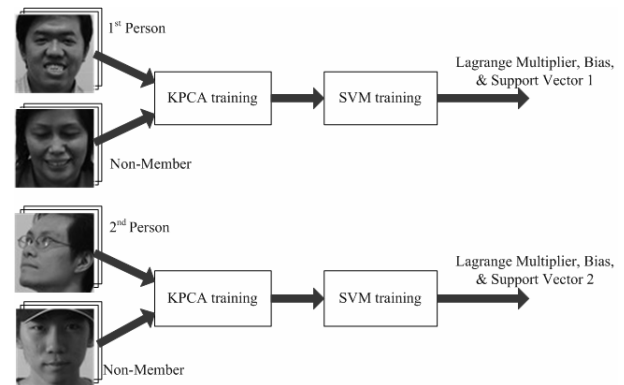 1st Person
Lagrange Multiplier, Bias,
& Support Vector 1
KPCA training
SVM training
Non-Member
2nd Person
Lagrange Multiplier, Bias,
& Support Vector 2
KPCA training
SVM training
Non-Member